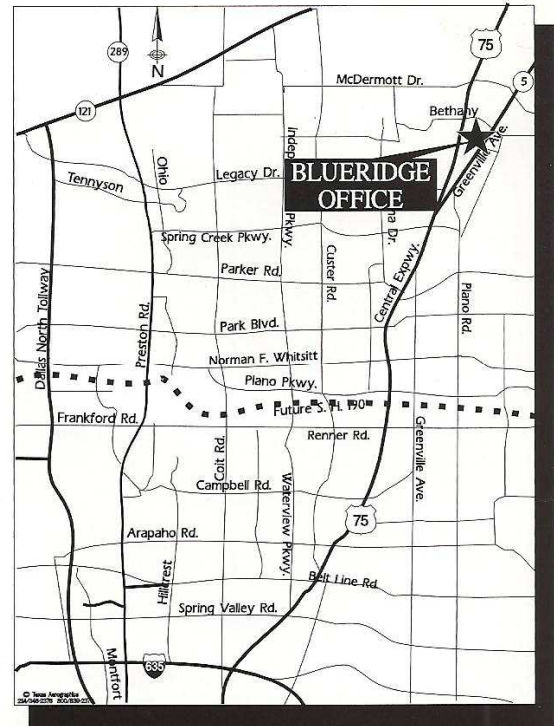 289
75
N
McDermott Dr.
5
121
Bethany
Greenville Ave.
Ohio
Tennyson
Legacy Dr.
BLUERIDGE
OFFICE
Pkwy.
Spring Creek Pkwy.
Custer Rd.
Parker Rd.
Central Expwy.
Plano Rd.
Dallas North Tollway
Preston Rd.
Park Blvd.
Norman F. Whitsitt
Plano Pkwy.
Future S. H. 190
Frankford Rd.
Renner Rd.
Greenville Ave.
Coit Rd.
Campbell Rd.
Waterview Pkwy.
75
Arapaho Rd.
Hillcrest
Belt Line Rd
Spring Valley Rd.
Montfort
635
© Texas Aerographics